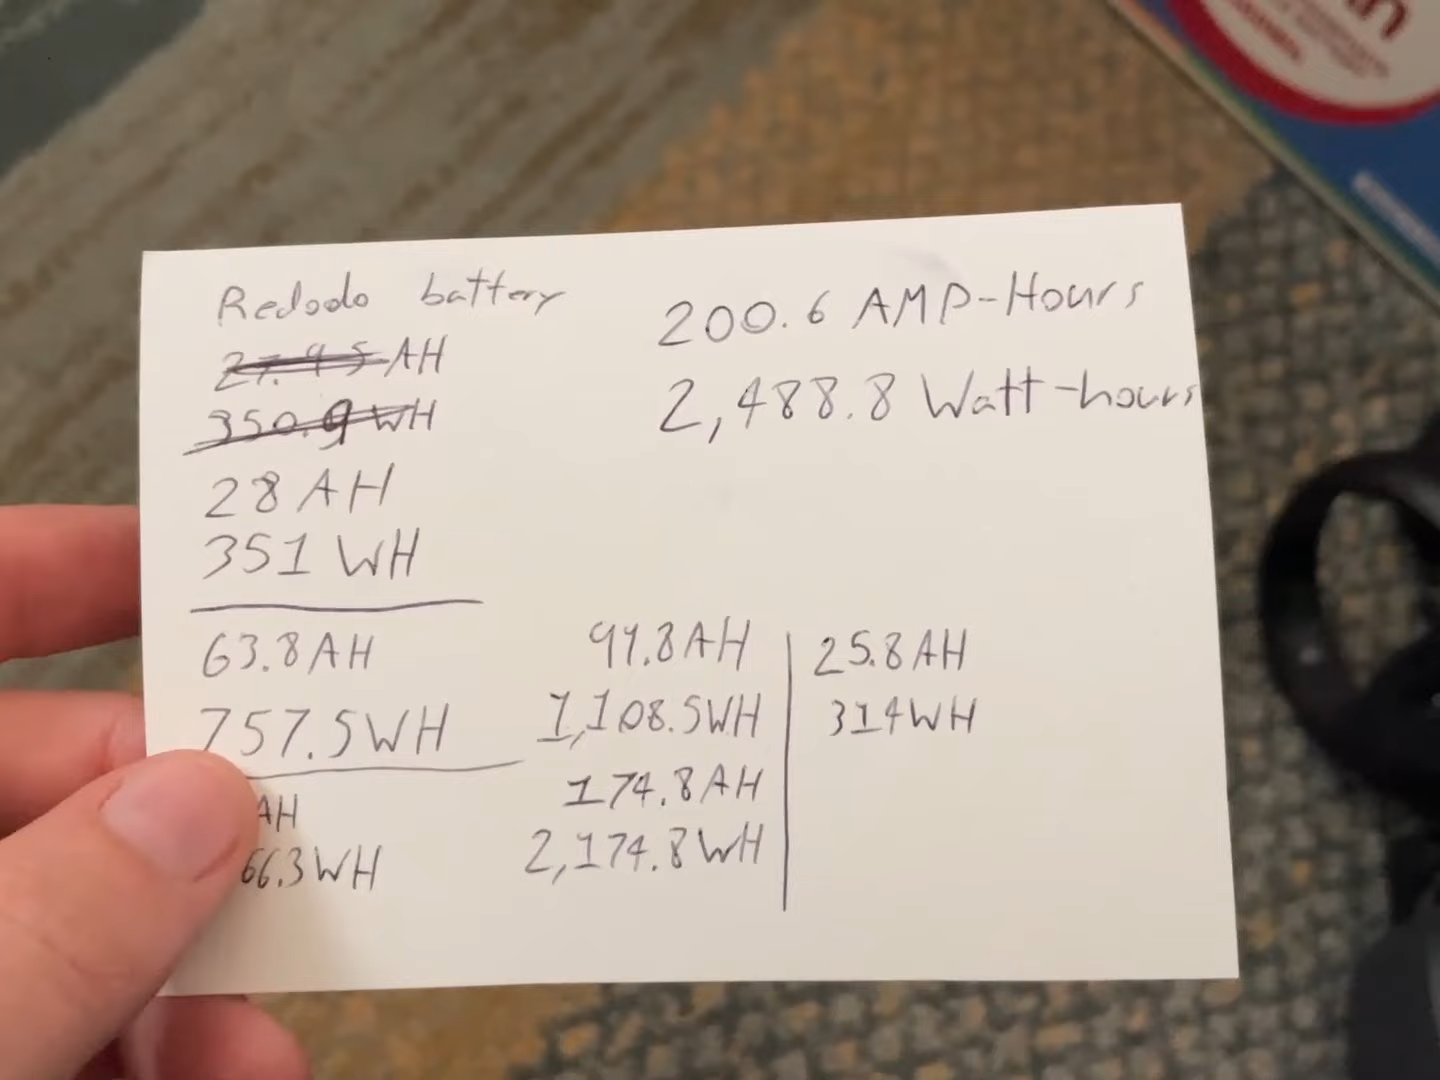 Redodo battery
27.95 AH
350.9 WH
28 AH
351 WH
63.8 AH
757.5 WH
AH
66.3 WH
91.8 AH
1,108.5 WH
174.8 AH
2,174.8 WH
25.8 AH
314 WH
200.6 AMP-Hours
2,488.8 Watt-hours